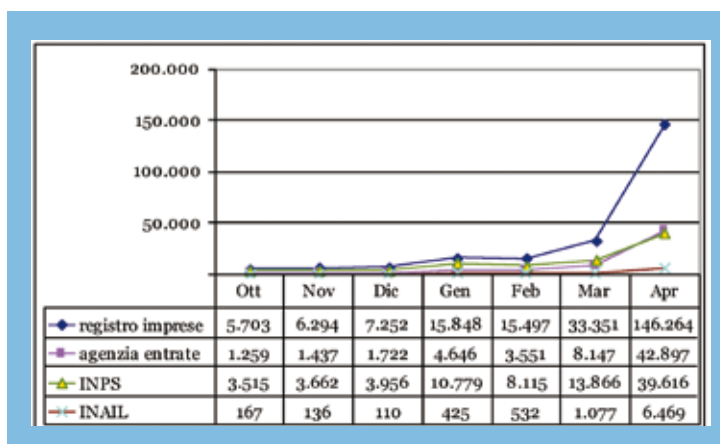 200.000
150.000
100.000
50.000
Ott Nov Dic Gen Feb Mar Apr
registro imprese 5.703 6.294 7.252 15.848 15.497 33.351 146.264
agenzia entrate 1.259 1.437 1.722 4.646 3.551 8.147 42.897
INPS 3.515 3.662 3.956 10.779 8.115 13.866 39.616
INAIL 167 136 110 425 532 1.077 6.469